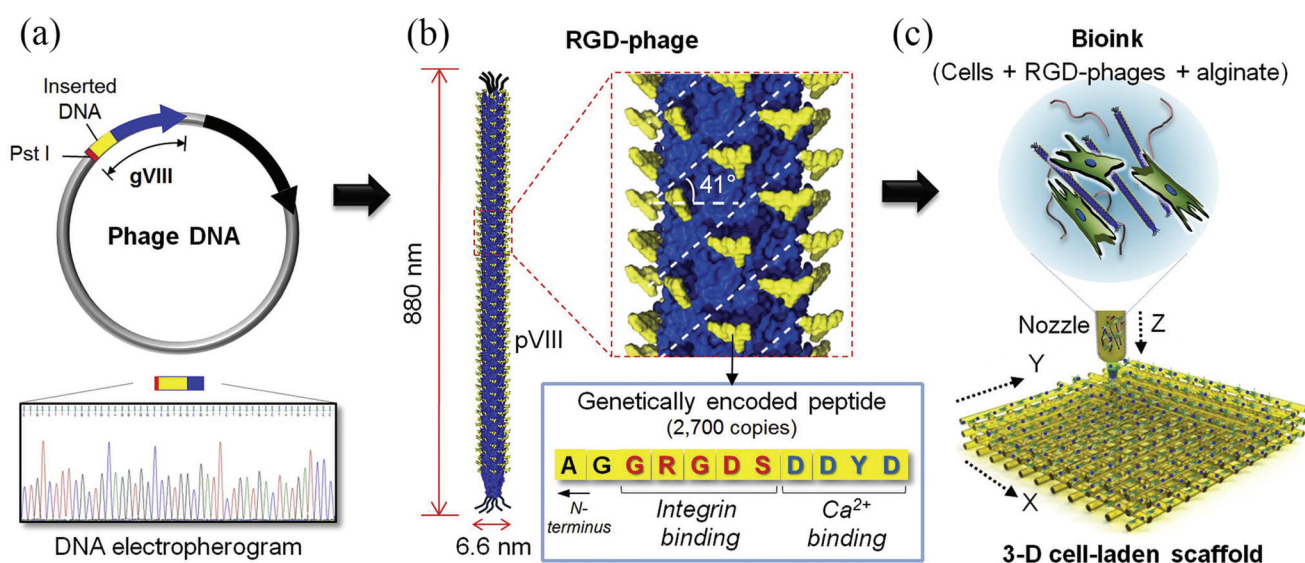 (a)
Inserted
DNA
Pst I
gVIII
Phage DNA
DNA electropherogram
(b)
RGD-phage
880 nm
41°
pVIII
6.6 nm
Genetically encoded peptide
(2,700 copies)
A G G R G D S D D Y D
N-
terminus
Integrin
binding
Ca²⁺
binding
(c)
Bioink
(Cells + RGD-phages + alginate)
Nozzle
Z
Y
X
3-D cell-laden scaffold